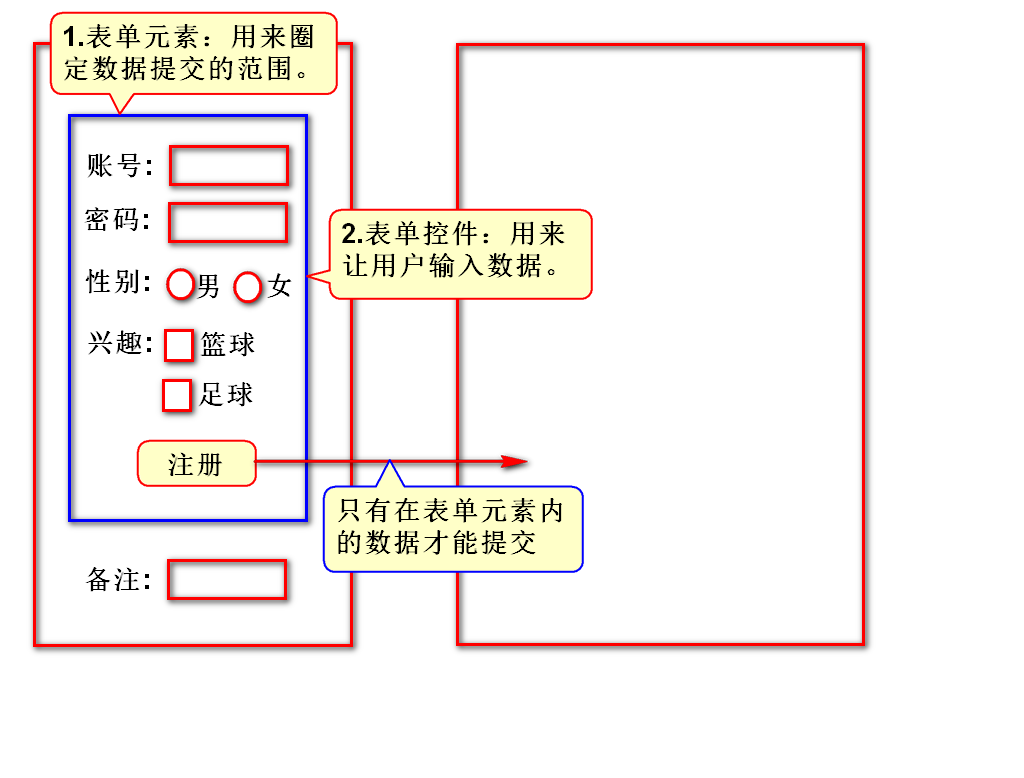 1.表单元素：用来圈
定数据提交的范围。
账号:
密码:
性别: 男 女
2.表单控件：用来
让用户输入数据。
兴趣: 篮球
足球
注册
只有在表单元素内
的数据才能提交
备注: